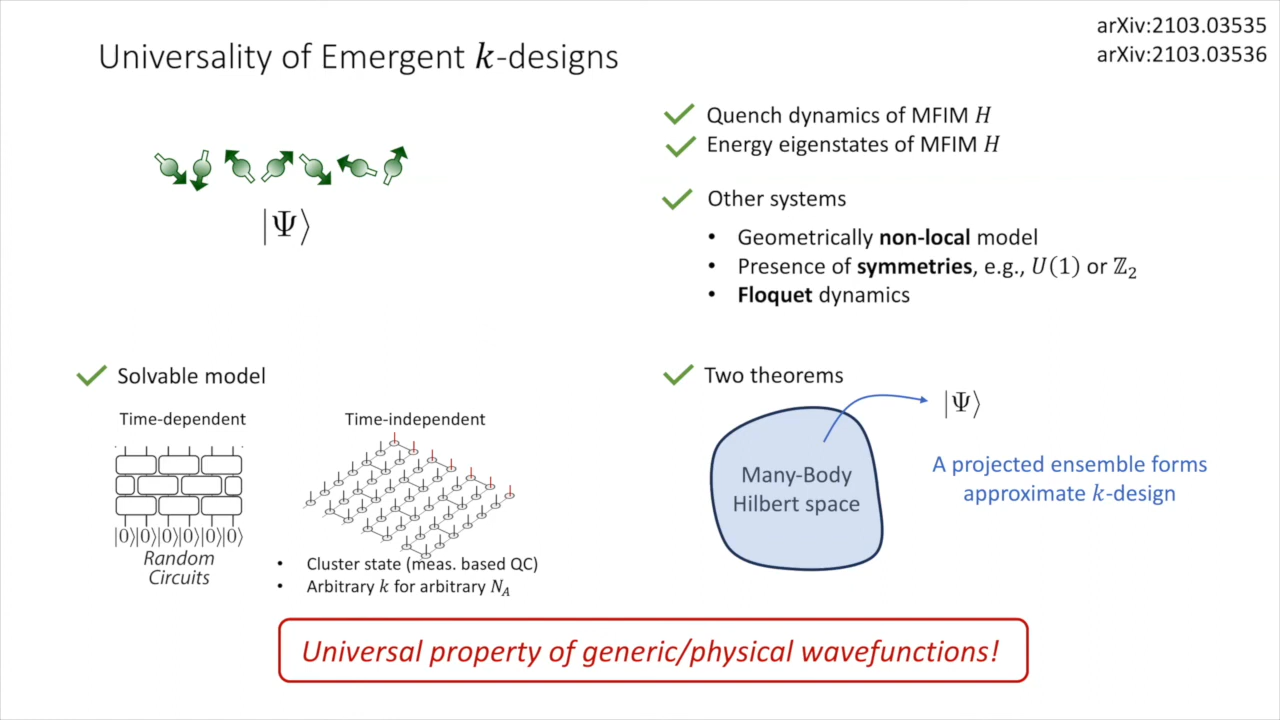 arXiv:2103.03535
arXiv:2103.03536
Universality of Emergent k-designs
|Ψ⟩
Quench dynamics of MFIM H
Energy eigenstates of MFIM H
Other systems
• Geometrically non-local model
• Presence of symmetries, e.g., U(1) or ℤ₂
• Floquet dynamics
Solvable model
Time-dependent
|0⟩|0⟩|0⟩|0⟩|0⟩|0⟩
Random
Circuits
Time-independent
• Cluster state (meas. based QC)
• Arbitrary k for arbitrary N_A
Two theorems
|Ψ⟩
Many-Body
Hilbert space
A projected ensemble forms
approximate k-design
Universal property of generic/physical wavefunctions!